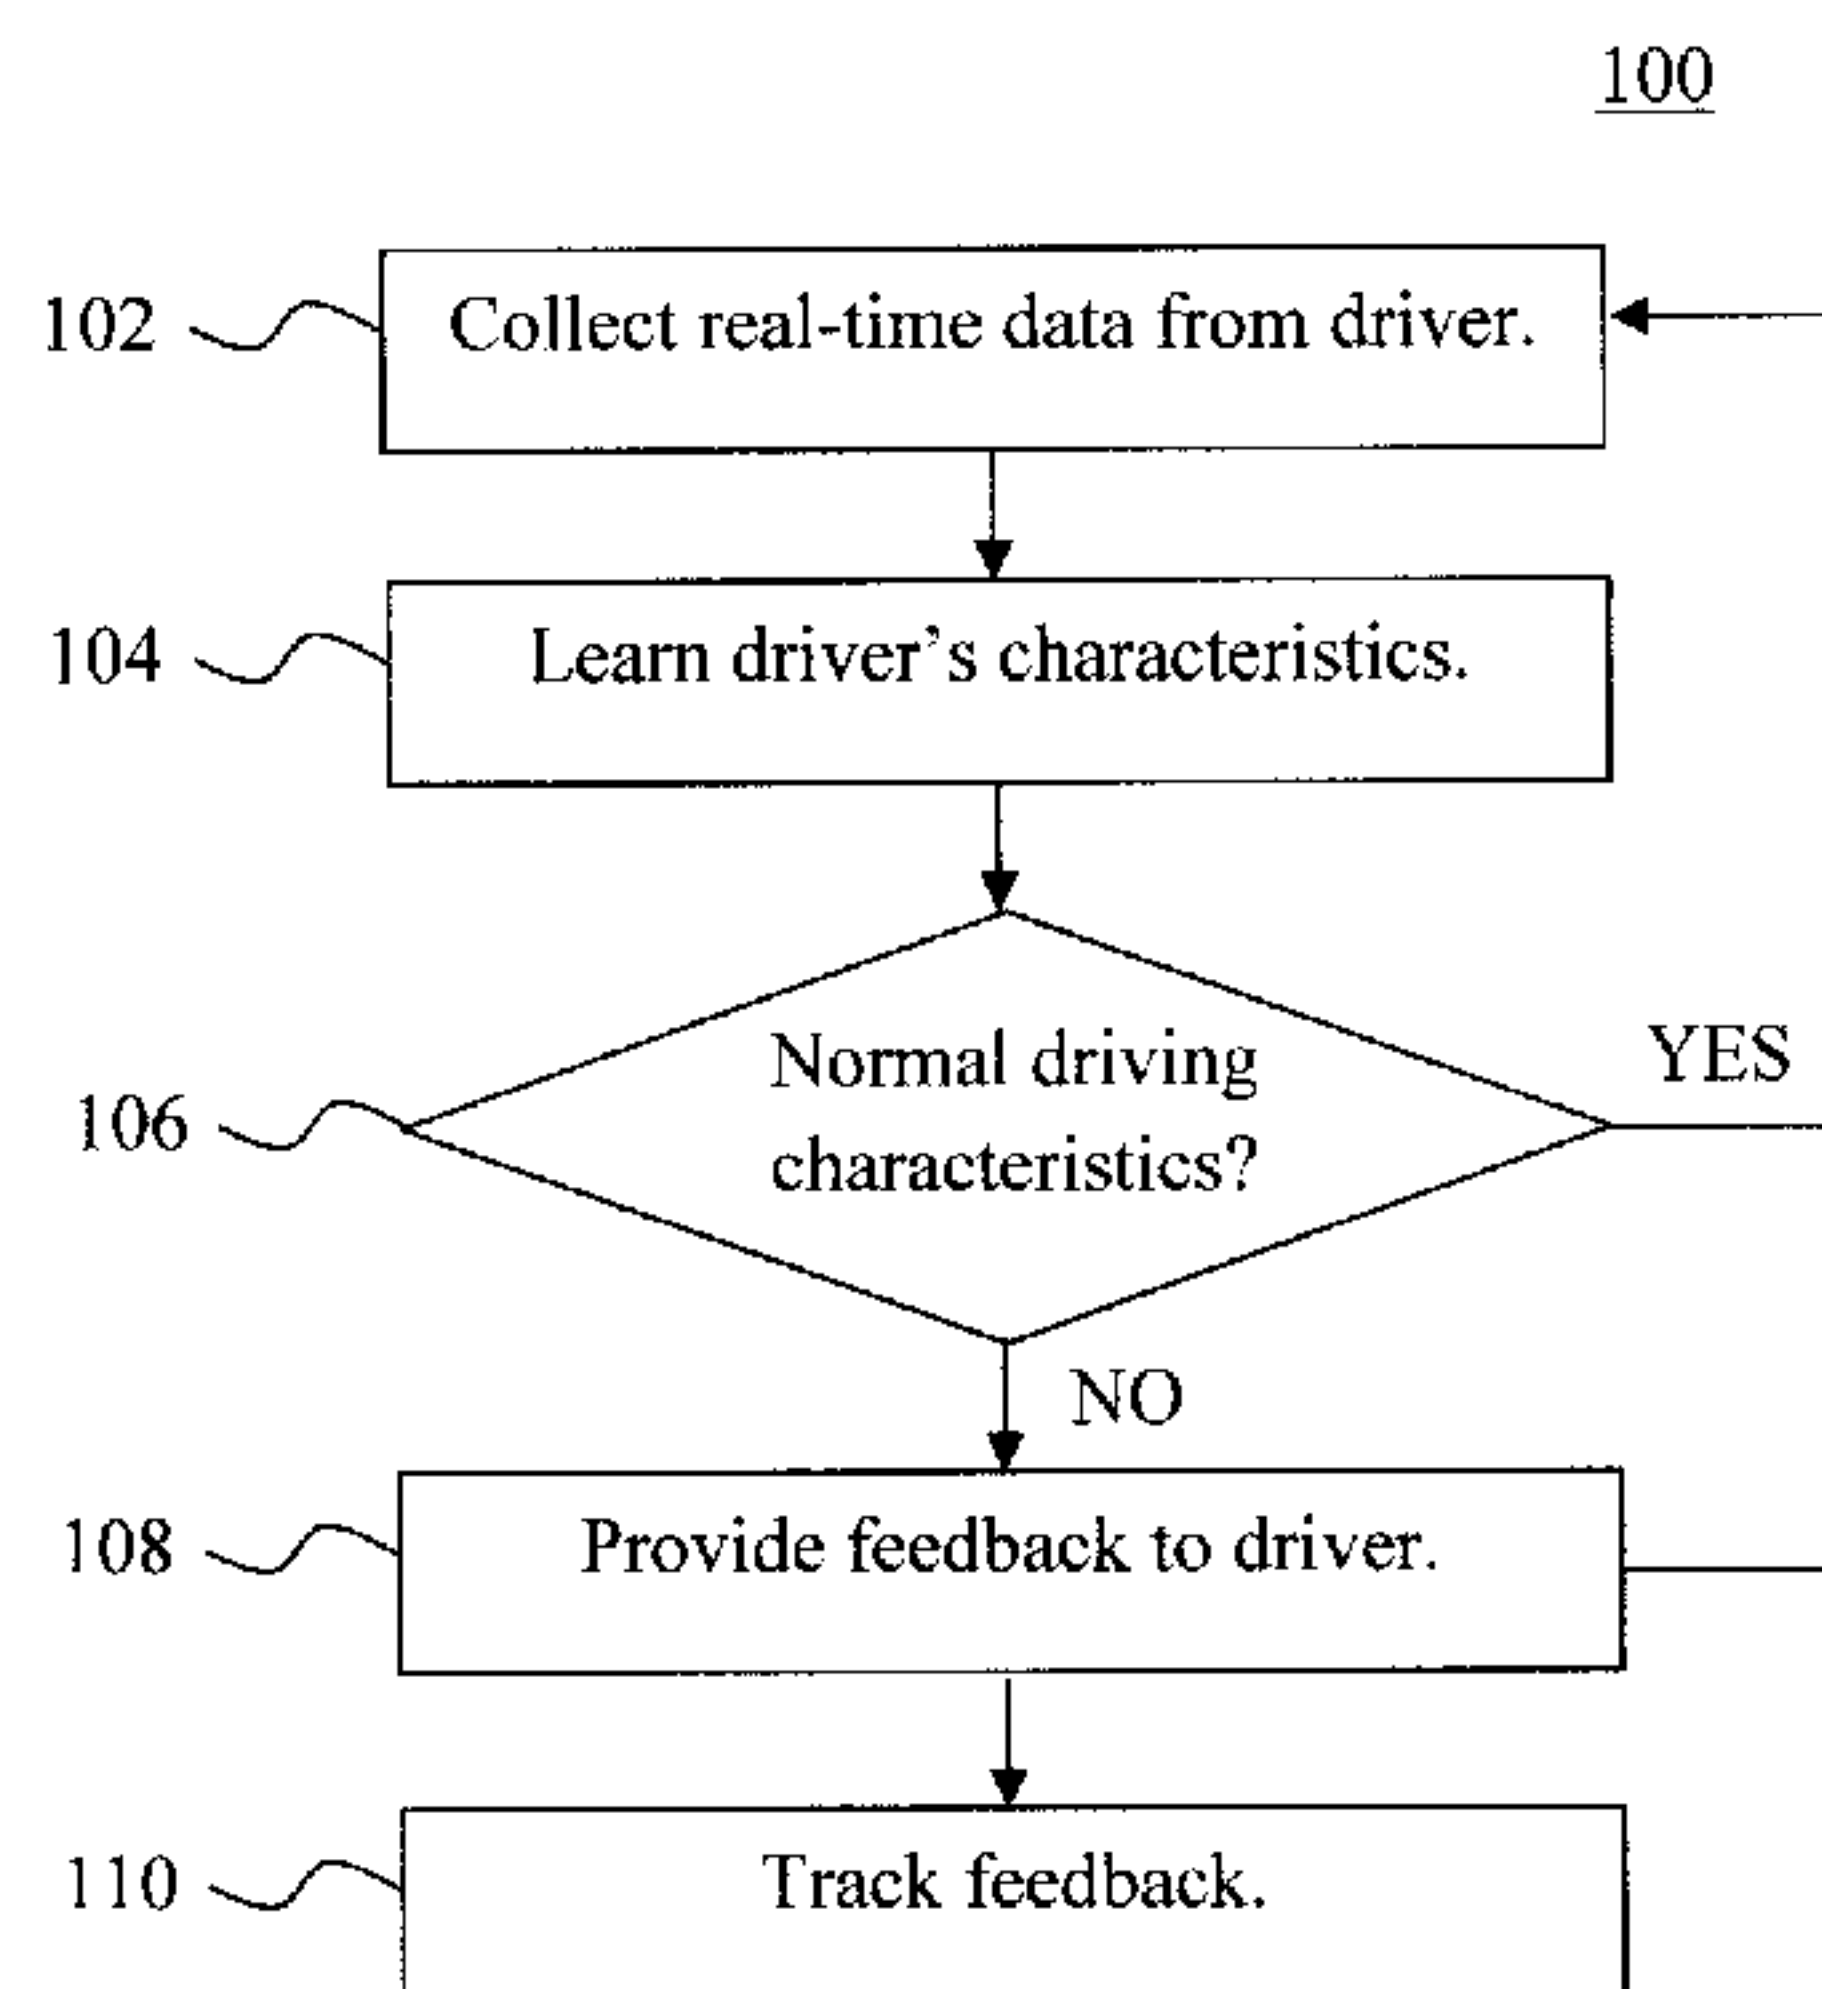 100
102
Collect real-time data from driver.
104
Learn driver's characteristics.
106
Normal driving
characteristics?
YES
NO
108
Provide feedback to driver.
110
Track feedback.